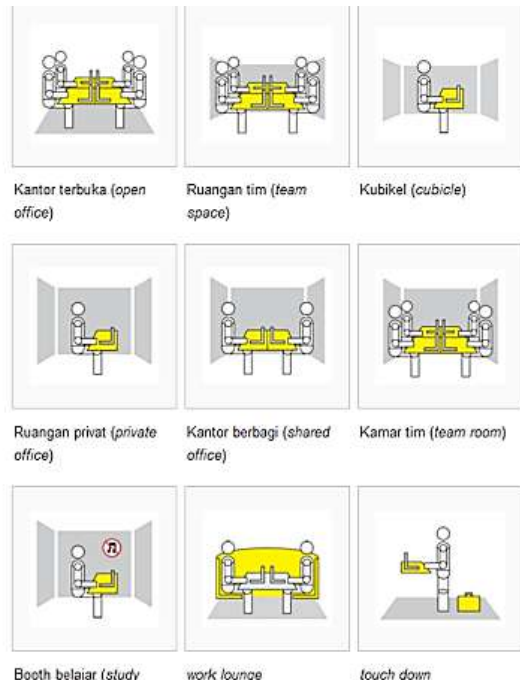 Kantor terbuka (open
office)
Ruangan tim (team
space)
Kubikel (cubicle)
Ruangan privat (private
office)
Kantor berbagi (shared
office)
Kamar tim (team room)
Booth belajar (study
work lounge
touch down